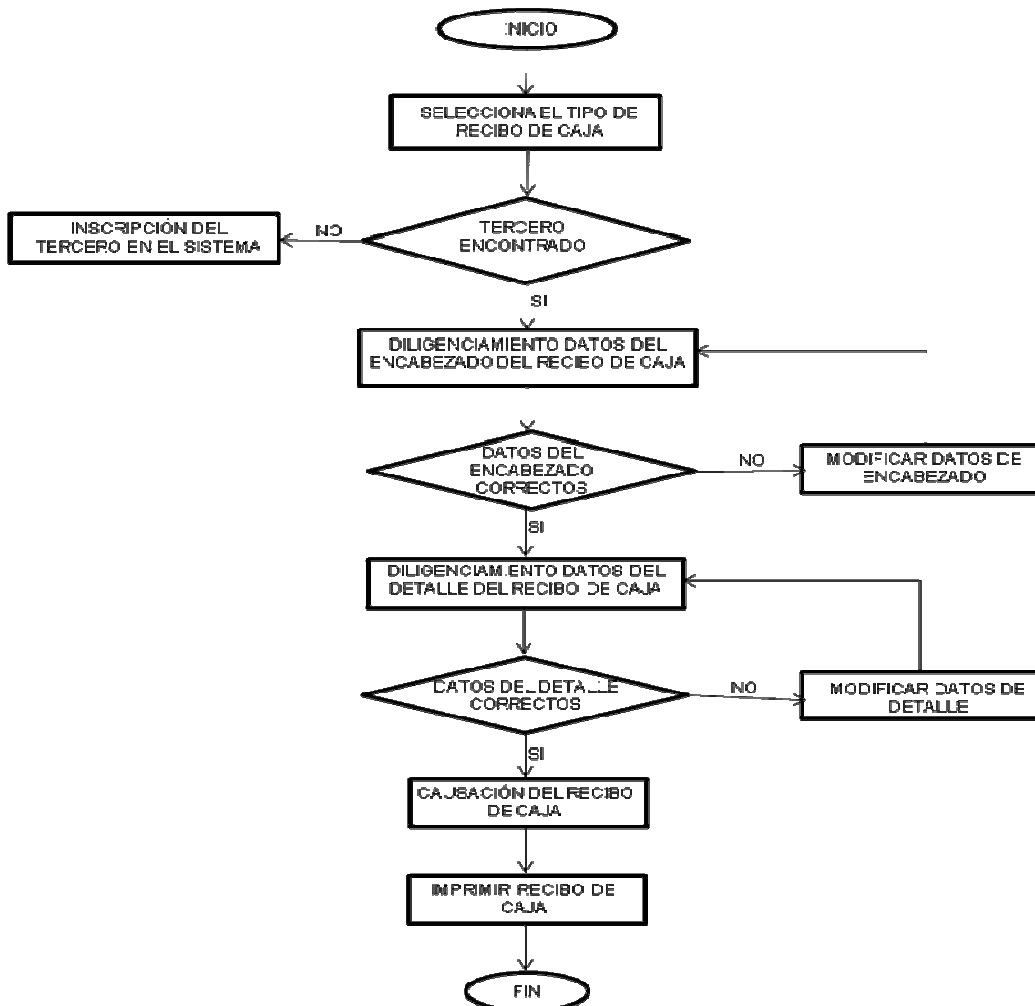 INICIO
SELECCIONA EL TIPO DE
RECIBO DE CAJA
TERCERO
ENCONTRADO
NO
INSCRIPCIÓN DEL
TERCERO EN EL SISTEMA
SI
DILIGENCIAMIENTO DATOS DEL
ENCABEZADO DEL RECIBO DE CAJA
DATOS DEL
ENCABEZADO
CORRECTOS
NO
MODIFICAR DATOS DE
ENCABEZADO
SI
DILIGENCIAMIENTO DATOS DEL
DETALLE DEL RECIBO DE CAJA
DATOS DEL DETALLE
CORRECTOS
NO
MODIFICAR DATOS DE
DETALLE
SI
CAUSACIÓN DEL RECIBO
DE CAJA
IMPRIMIR RECIBO DE
CAJA
FIN